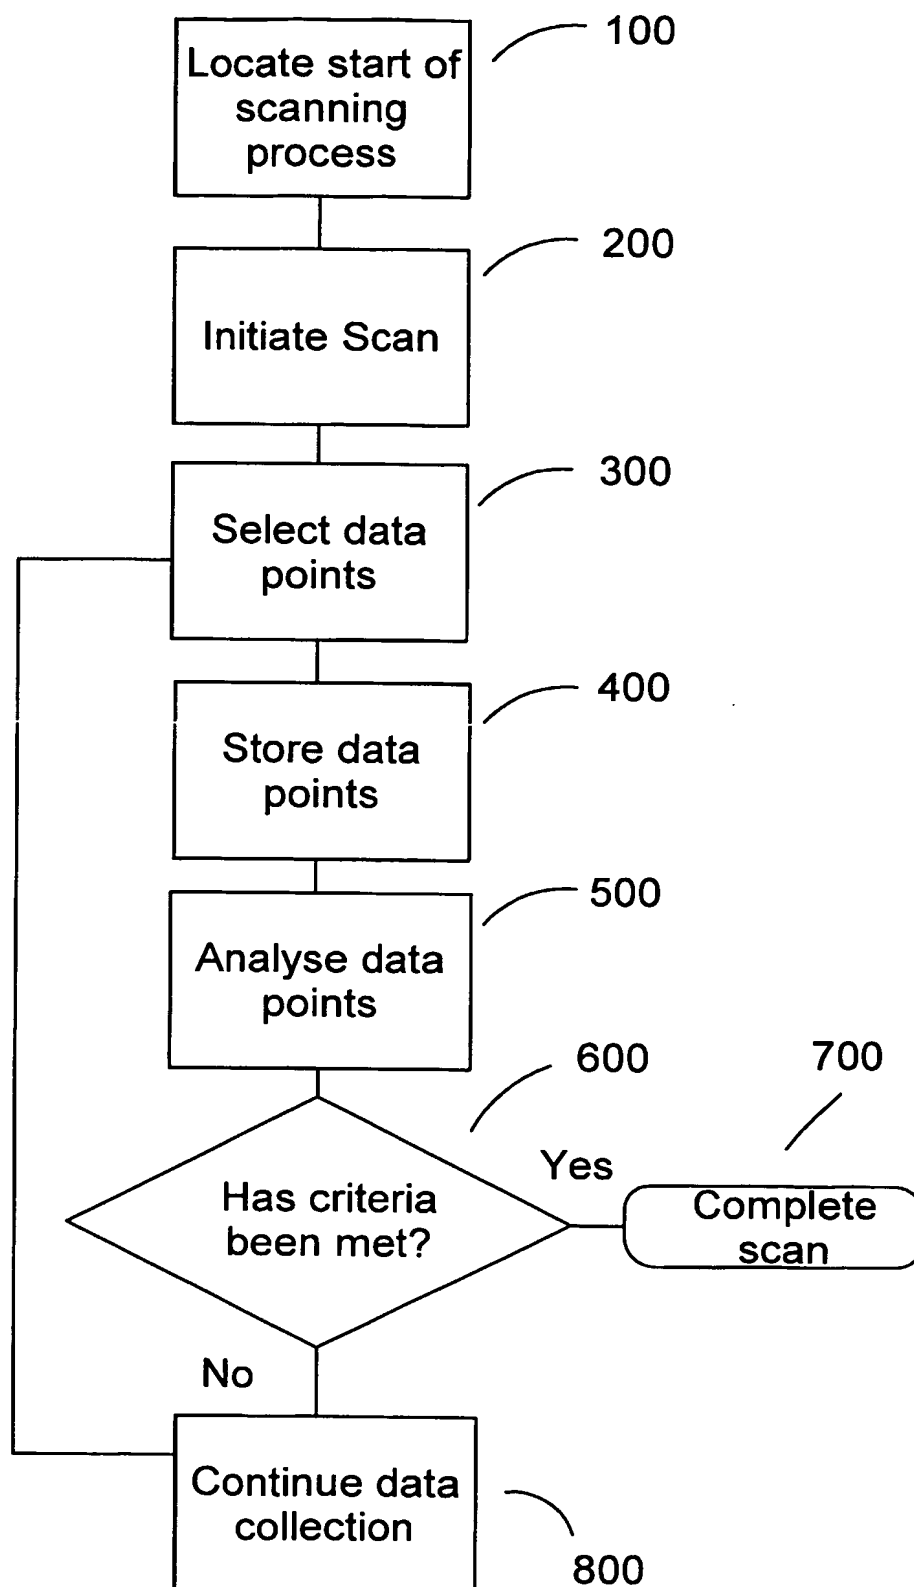 100
Locate start of
scanning
process
200
Initiate Scan
300
Select data
points
400
Store data
points
500
Analyse data
points
600
700
Has criteria
been met?
Yes
Complete
scan
No
Continue data
collection
800